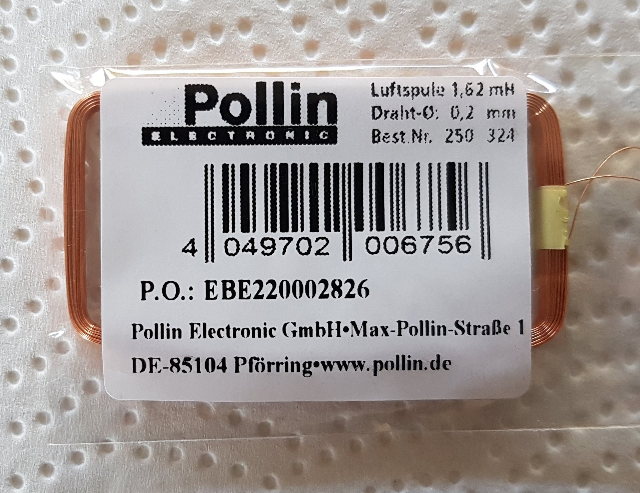 Pollin
ELECTRONIC
Luftspule 1,62 mH
Draht-Ø: 0,2 mm
Best.Nr. 250 324
4 049702 006756
P.O.: EBE220002826
Pollin Electronic GmbH•Max-Pollin-Straße 1
DE-85104 Pförring•www.pollin.de